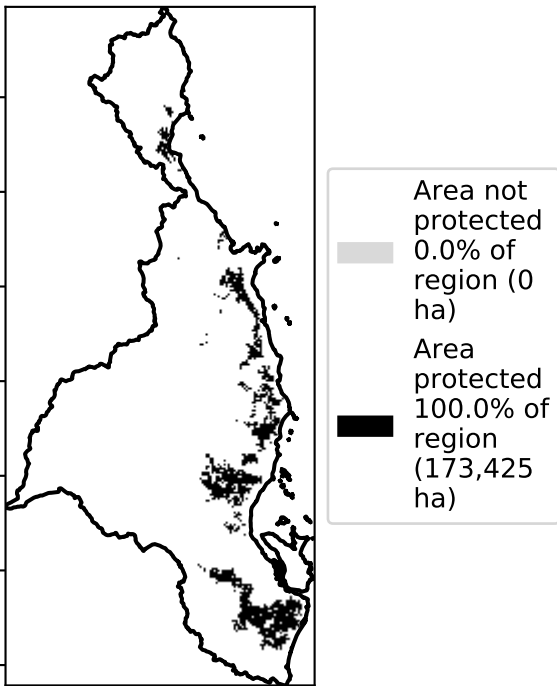 Area not
protected
0.0% of
region (0
ha)
Area
protected
100.0% of
region
(173,425
ha)